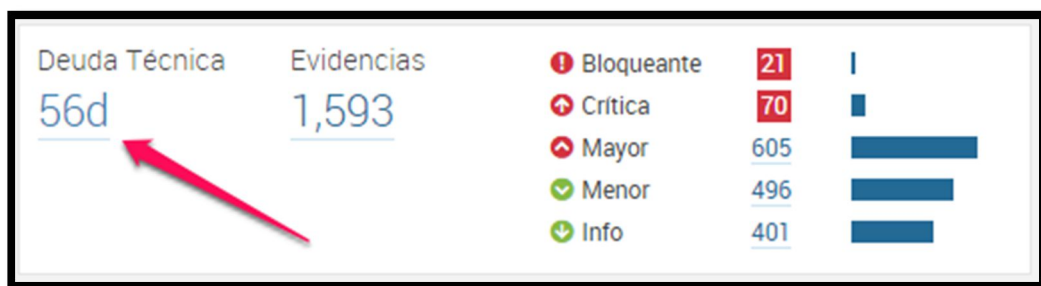 Deuda Técnica
56d
Evidencias
1,593
Bloqueante 21
Crítica 70
Mayor 605
Menor 496
Info 401